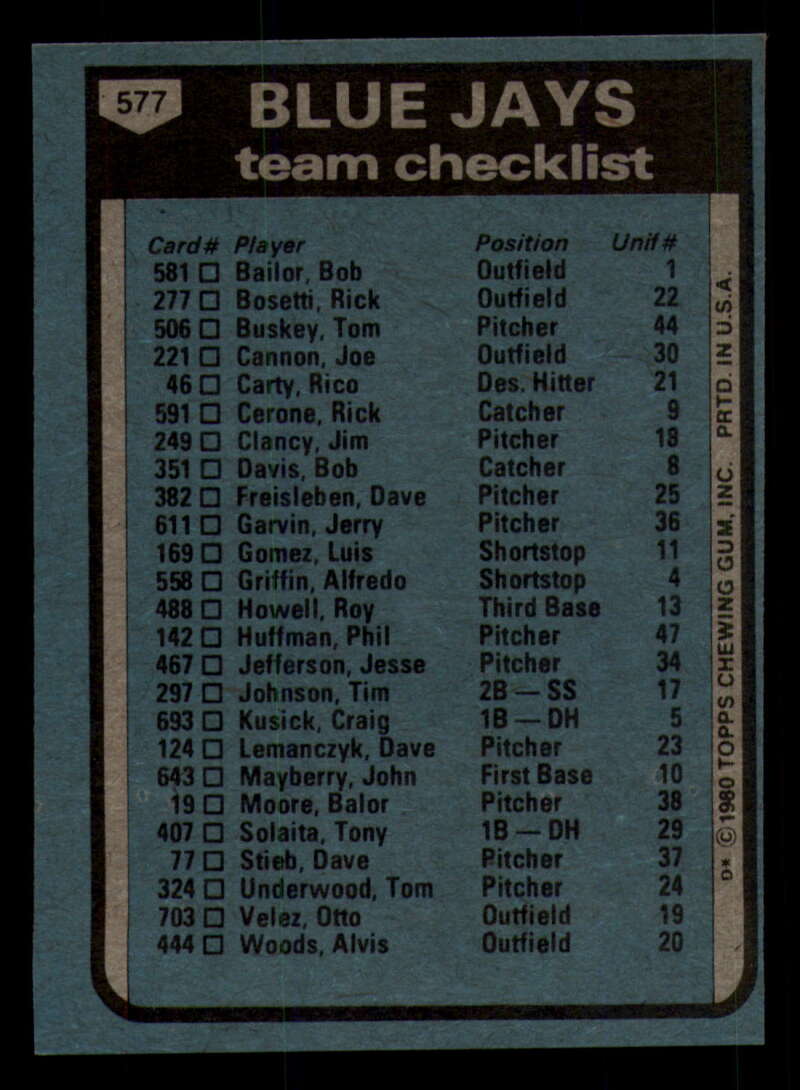 577
BLUE JAYS
team checklist
Card# Player Position Unif#
581 □ Bailor, Bob Outfield 1
277 □ Bosetti, Rick Outfield 22
506 □ Buskey, Tom Pitcher 44
221 □ Cannon, Joe Outfield 30
46 □ Carty, Rico Des. Hitter 21
591 □ Cerone, Rick Catcher 9
249 □ Clancy, Jim Pitcher 18
351 □ Davis, Bob Catcher 8
382 □ Freisleben, Dave Pitcher 25
611 □ Garvin, Jerry Pitcher 36
169 □ Gomez, Luis Shortstop 11
558 □ Griffin, Alfredo Shortstop 4
488 □ Howell, Roy Third Base 13
142 □ Huffman, Phil Pitcher 47
467 □ Jefferson, Jesse Pitcher 34
297 □ Johnson, Tim 2B — SS 17
693 □ Kusick, Craig 1B — DH 5
124 □ Lemanczyk, Dave Pitcher 23
643 □ Mayberry, John First Base 10
19 □ Moore, Balor Pitcher 38
407 □ Solaita, Tony 1B — DH 29
77 □ Stieb, Dave Pitcher 37
324 □ Underwood, Tom Pitcher 24
703 □ Velez, Otto Outfield 19
444 □ Woods, Alvis Outfield 20
D* © 1980 TOPPS CHEWING GUM, INC. PRTD. IN U.S.A.